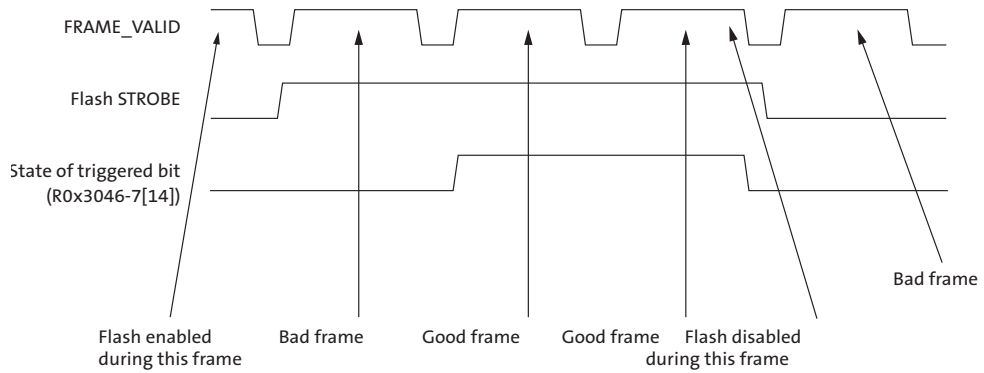 FRAME_VALID
Flash STROBE
State of triggered bit
(R0x3046-7[14])
Bad frame
Flash enabled
during this frame
Bad frame
Good frame
Good frame
Flash disabled
during this frame